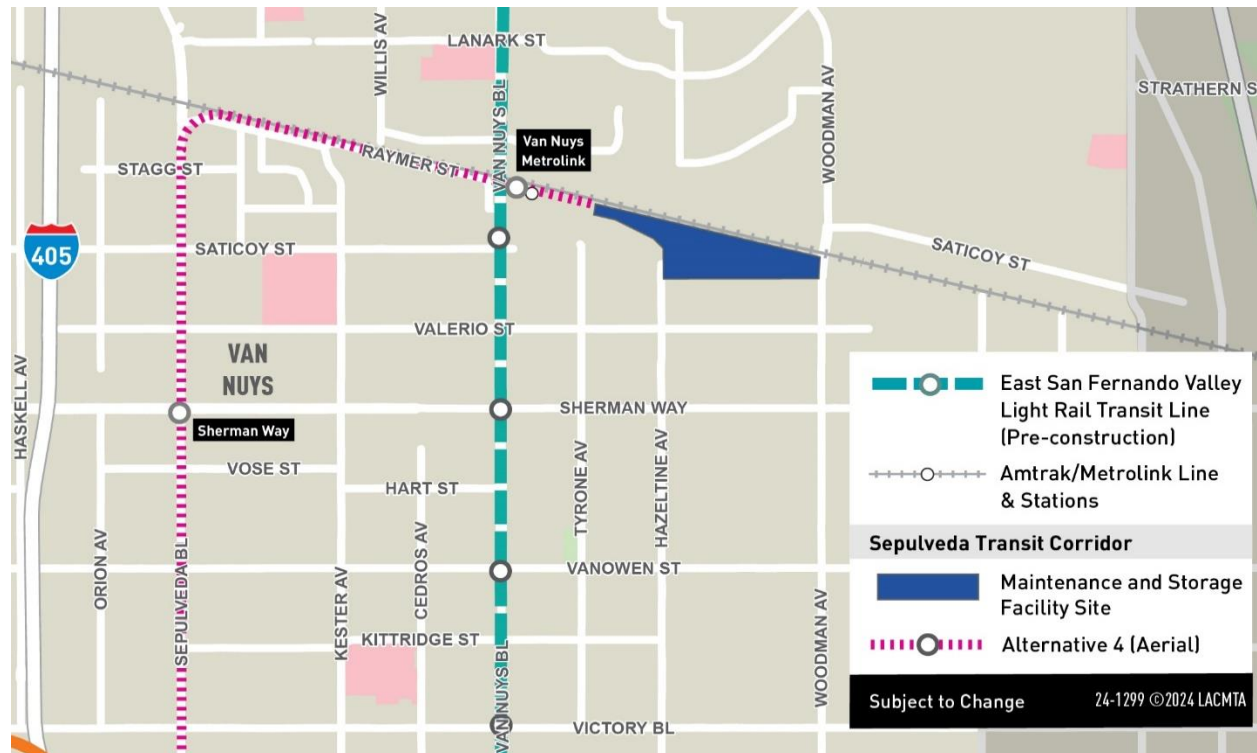 LANARK ST
WILLIS AV
VAN NUYS BL
WOODMAN AV
STRATHERN S
Van Nuys
Metrolink
RAYMER ST
STAGG ST
SATICOY ST
SATICOY ST
405
VALERIO ST
VAN
NUYS
HASKELL AV
SHERMAN WAY
Sherman Way
VOSE ST
HART ST
TYRONE AV
HAZELTINE AV
ORION AV
SEPULVEDA BL
KESTER AV
CEDROS AV
VANOWEN ST
KITTRIDGE ST
WOODMAN AV
VAN NUYS BL
VICTORY BL
East San Fernando Valley
Light Rail Transit Line
(Pre-construction)
Amtrak/Metrolink Line
& Stations
Sepulveda Transit Corridor
Maintenance and Storage
Facility Site
Alternative 4 (Aerial)
Subject to Change 24-1299 ©2024 LACMTA